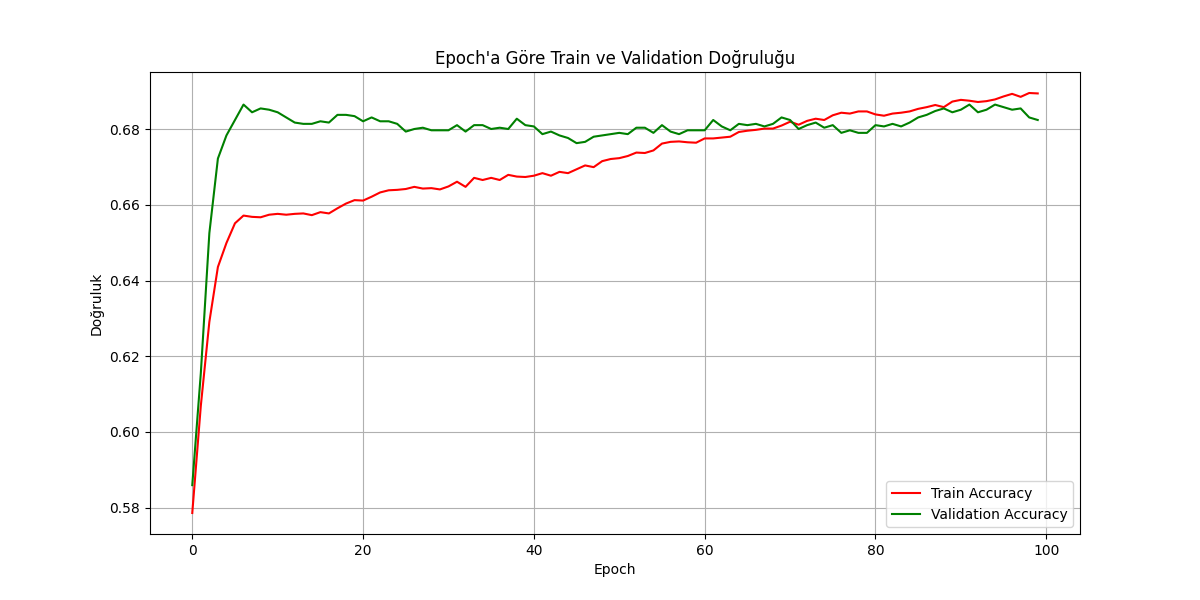 Epoch'a Göre Train ve Validation Doğruluğu
Doğruluk
0.68
0.66
0.64
0.62
0.60
0.58
0 20 40 60 80 100
Epoch
Train Accuracy
Validation Accuracy